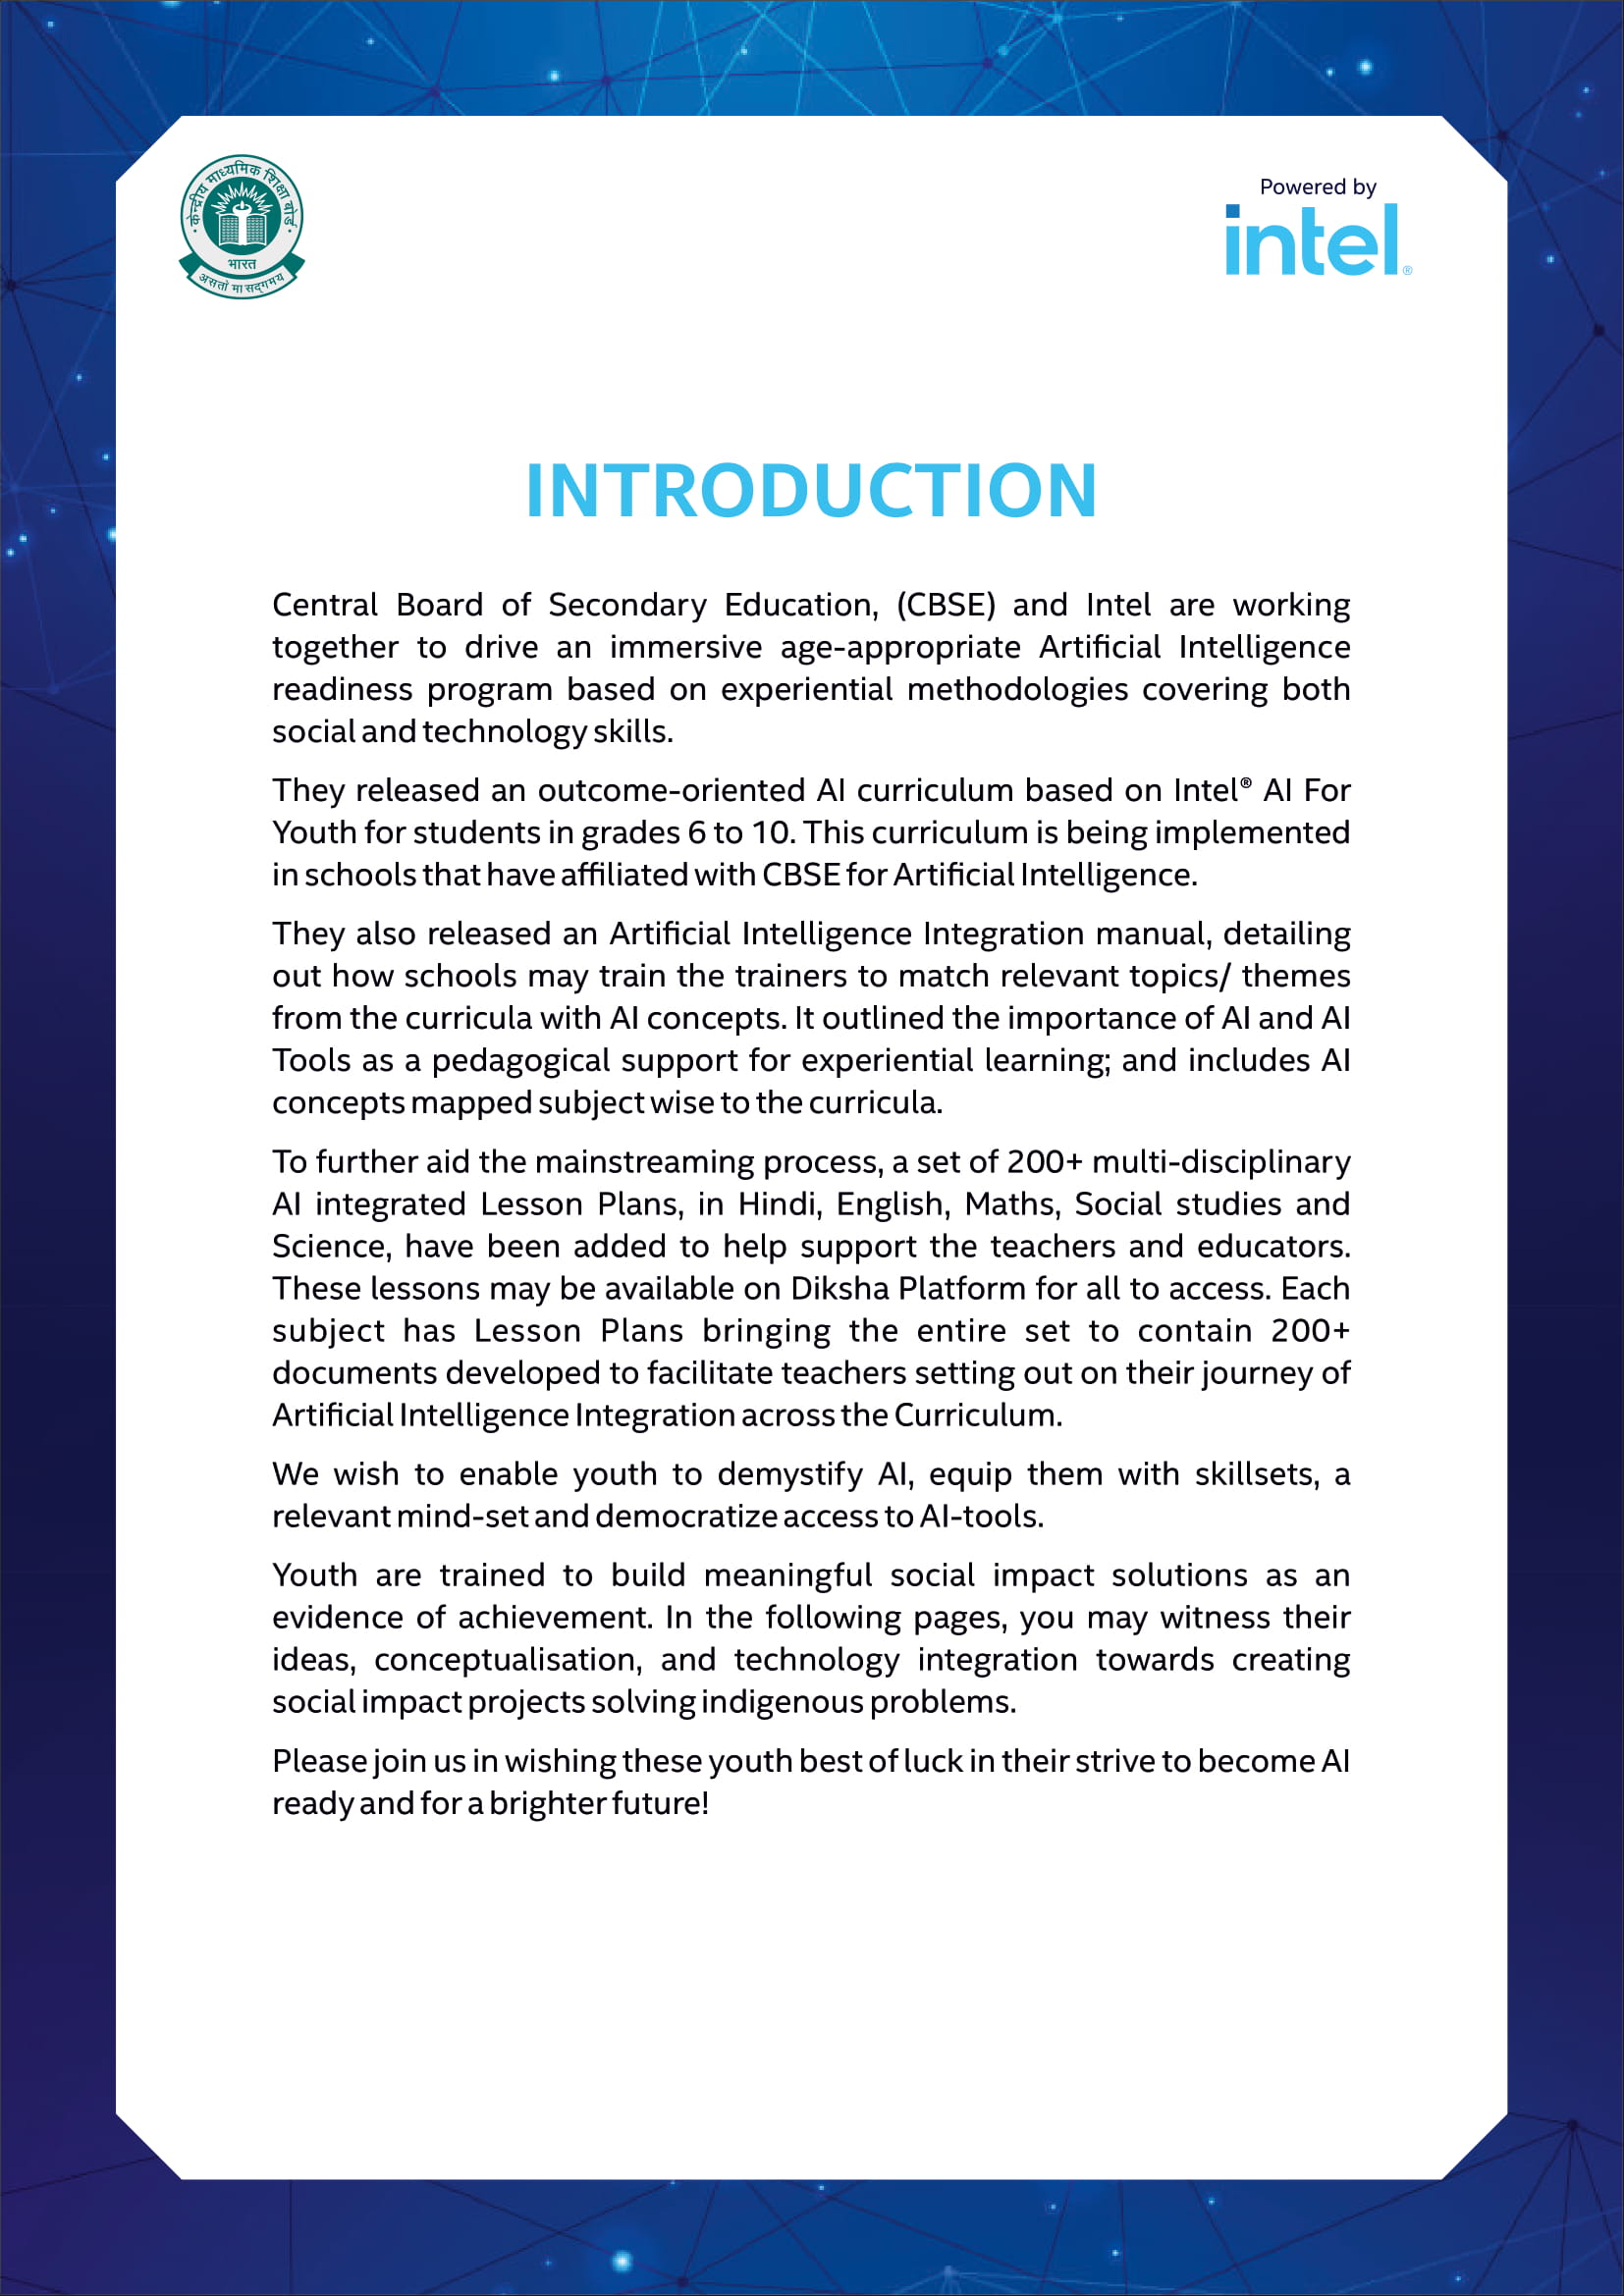 केन्द्रीय माध्यमिक शिक्षा बोर्ड
भारत
असतो मा सद्गमय
Powered by
intel®
INTRODUCTION
Central Board of Secondary Education, (CBSE) and Intel are working
together to drive an immersive age-appropriate Artificial Intelligence
readiness program based on experiential methodologies covering both
social and technology skills.
They released an outcome-oriented AI curriculum based on Intel® AI For
Youth for students in grades 6 to 10. This curriculum is being implemented
in schools that have affiliated with CBSE for Artificial Intelligence.
They also released an Artificial Intelligence Integration manual, detailing
out how schools may train the trainers to match relevant topics/ themes
from the curricula with AI concepts. It outlined the importance of AI and AI
Tools as a pedagogical support for experiential learning; and includes AI
concepts mapped subject wise to the curricula.
To further aid the mainstreaming process, a set of 200+ multi-disciplinary
AI integrated Lesson Plans, in Hindi, English, Maths, Social studies and
Science, have been added to help support the teachers and educators.
These lessons may be available on Diksha Platform for all to access. Each
subject has Lesson Plans bringing the entire set to contain 200+
documents developed to facilitate teachers setting out on their journey of
Artificial Intelligence Integration across the Curriculum.
We wish to enable youth to demystify AI, equip them with skillsets, a
relevant mind-set and democratize access to AI-tools.
Youth are trained to build meaningful social impact solutions as an
evidence of achievement. In the following pages, you may witness their
ideas, conceptualisation, and technology integration towards creating
social impact projects solving indigenous problems.
Please join us in wishing these youth best of luck in their strive to become AI
ready and for a brighter future!